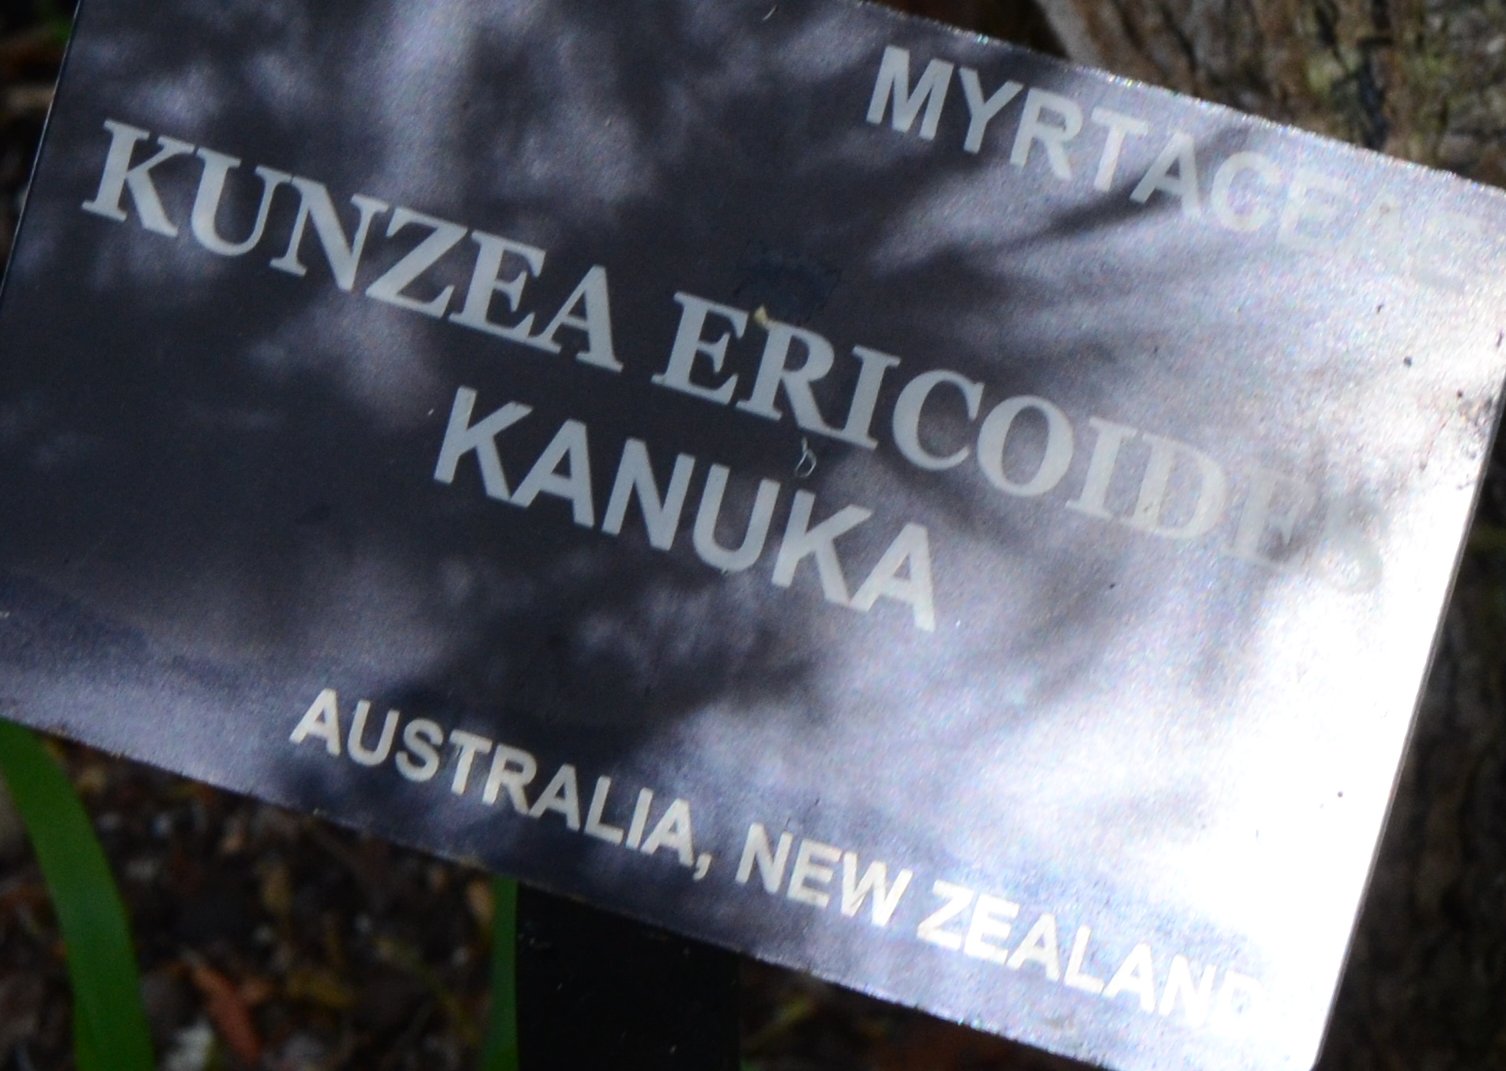 MYRTACEAE
KUNZEA ERICOIDES
KANUKA
AUSTRALIA, NEW ZEALAND